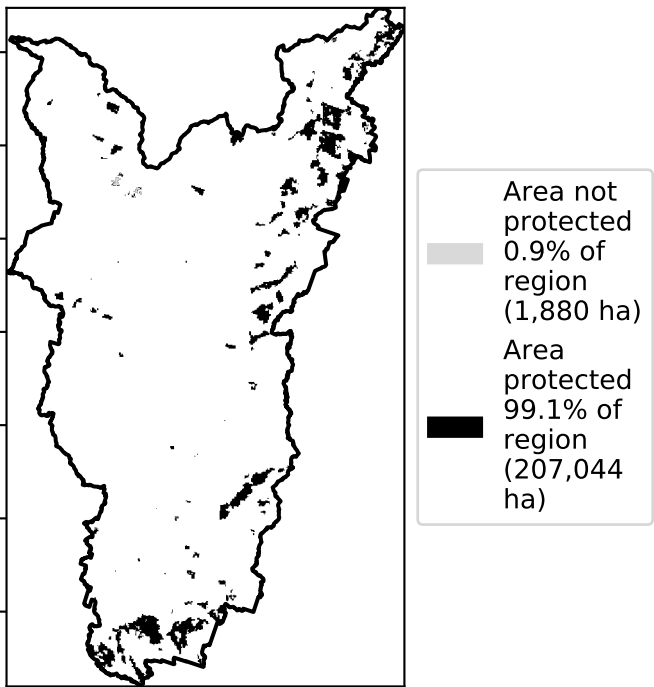 Area not
protected
0.9% of
region
(1,880 ha)
Area
protected
99.1% of
region
(207,044
ha)